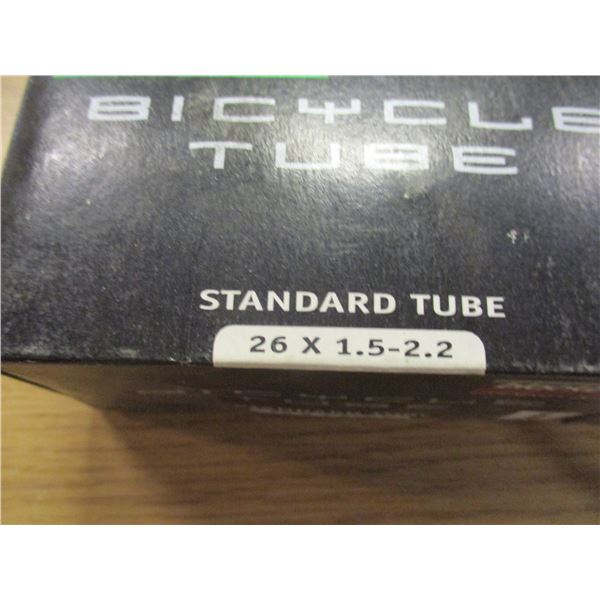 BICYCLE
TUBE
STANDARD TUBE
26 X 1.5-2.2